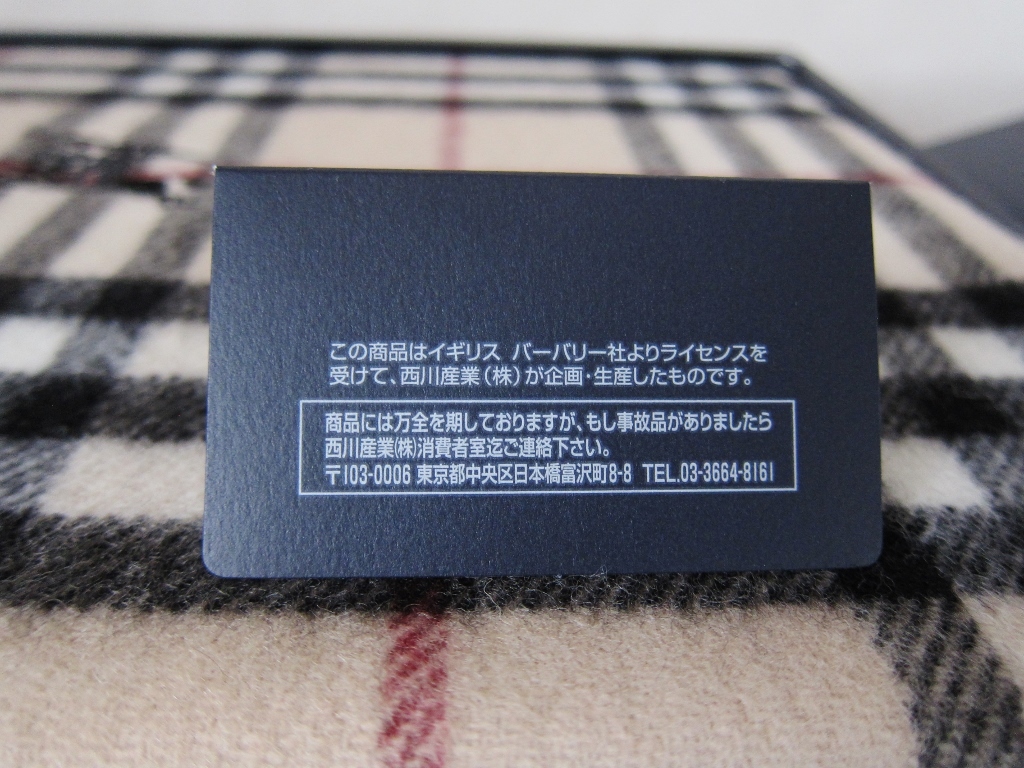 この商品はイギリス バーバリー社よりライセンスを
受けて、西川産業(株)が企画・生産したものです。
商品には万全を期しておりますが、もし事故品がありましたら
西川産業㈱消費者室迄ご連絡下さい。
〒103-0006 東京都中央区日本橋富沢町8-8 TEL.03-3664-8161